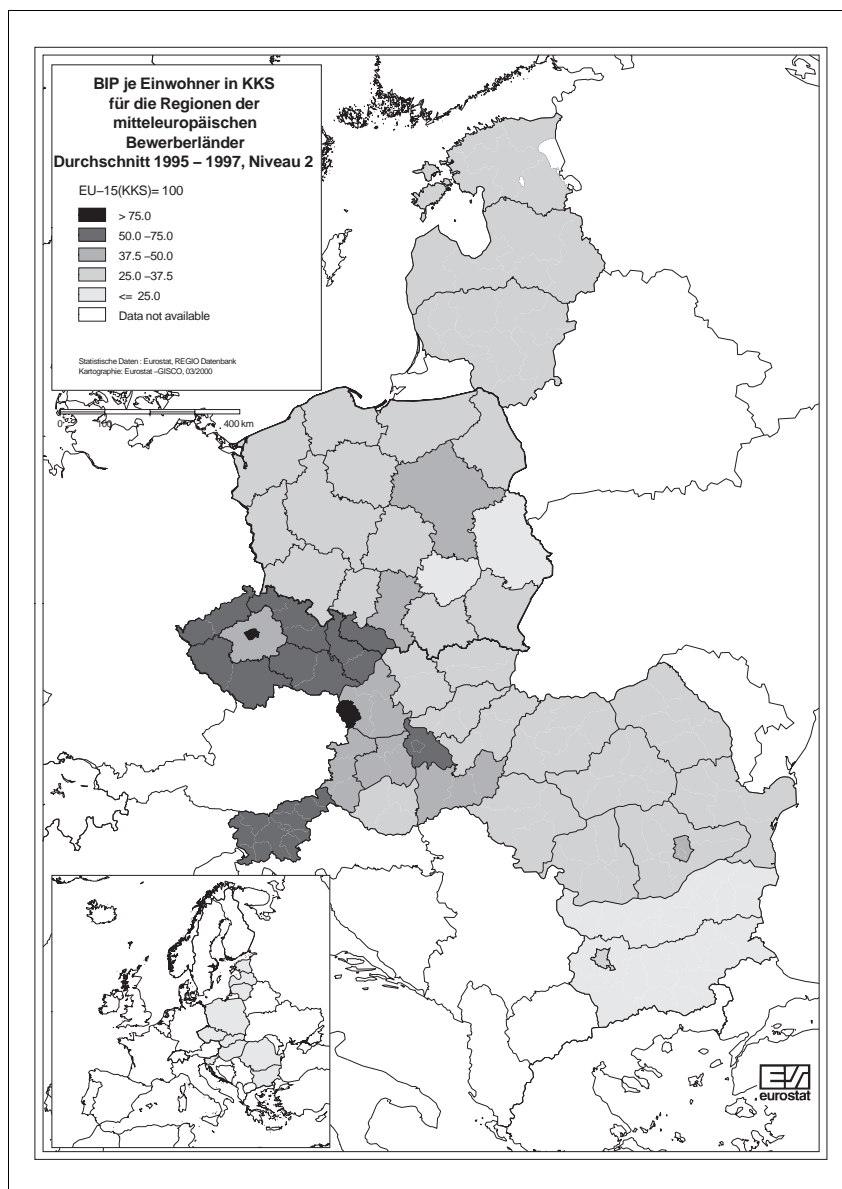 BIP je Einwohner in KKS
für die Regionen der
mitteleuropäischen
Bewerberländer
Durchschnitt 1995 – 1997, Niveau 2
EU–15(KKS)= 100
> 75.0
50.0 –75.0
37.5 –50.0
25.0 –37.5
<= 25.0
Data not available
Statistische Daten : Eurostat, REGIO Datenbank
Kartographie: Eurostat –GISCO, 03/2000
0 100 400 km
eurostat